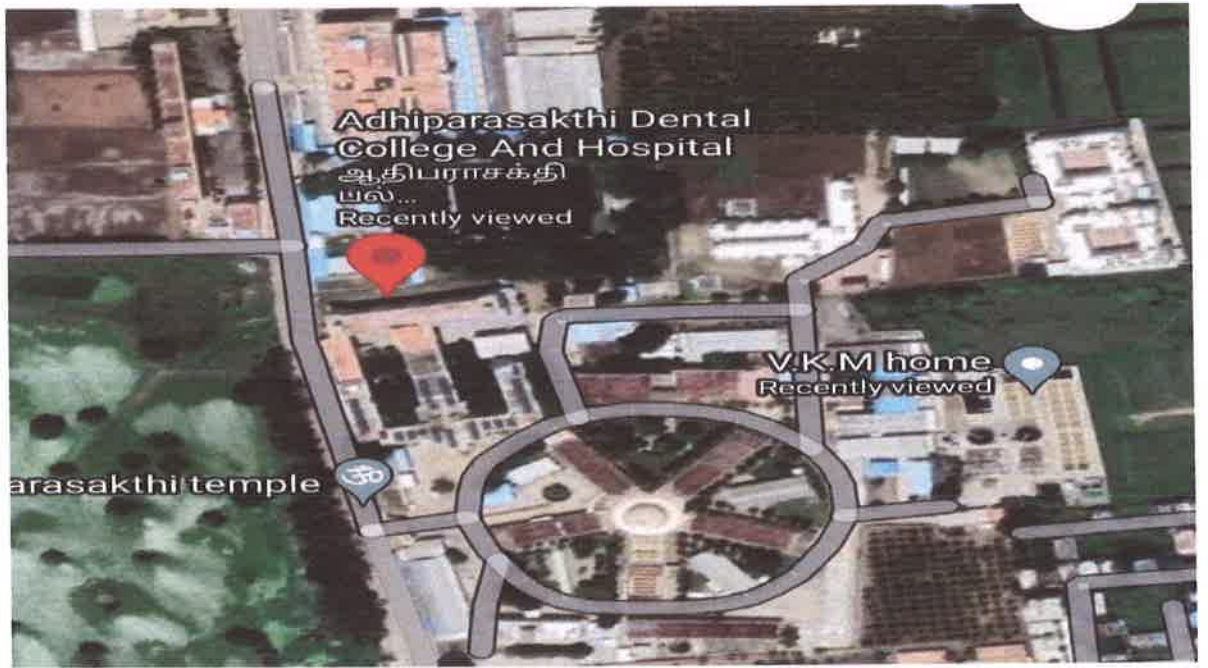 Adhiparasakthi Dental
College And Hospital
ஆதிபராசக்தி
பல்...
Recently viewed
V.K.M home
Recently viewed
arasakthi temple
ॐ